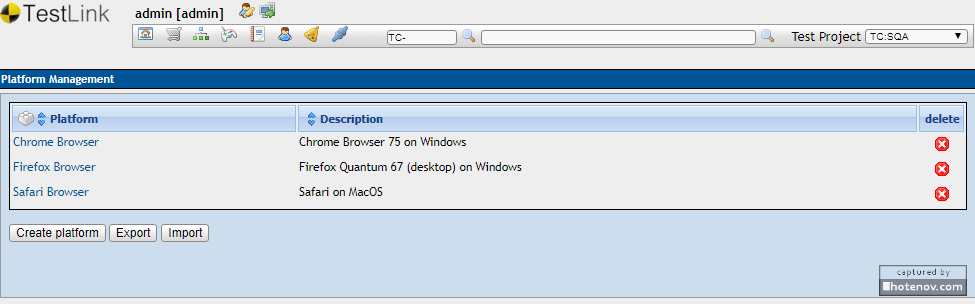 TestLink
admin [admin]
TC-
Test Project TC:SQA
Platform Management
Platform Description delete
Chrome Browser Chrome Browser 75 on Windows
Firefox Browser Firefox Quantum 67 (desktop) on Windows
Safari Browser Safari on MacOS
Create platform Export Import
captured by
hotenov.com